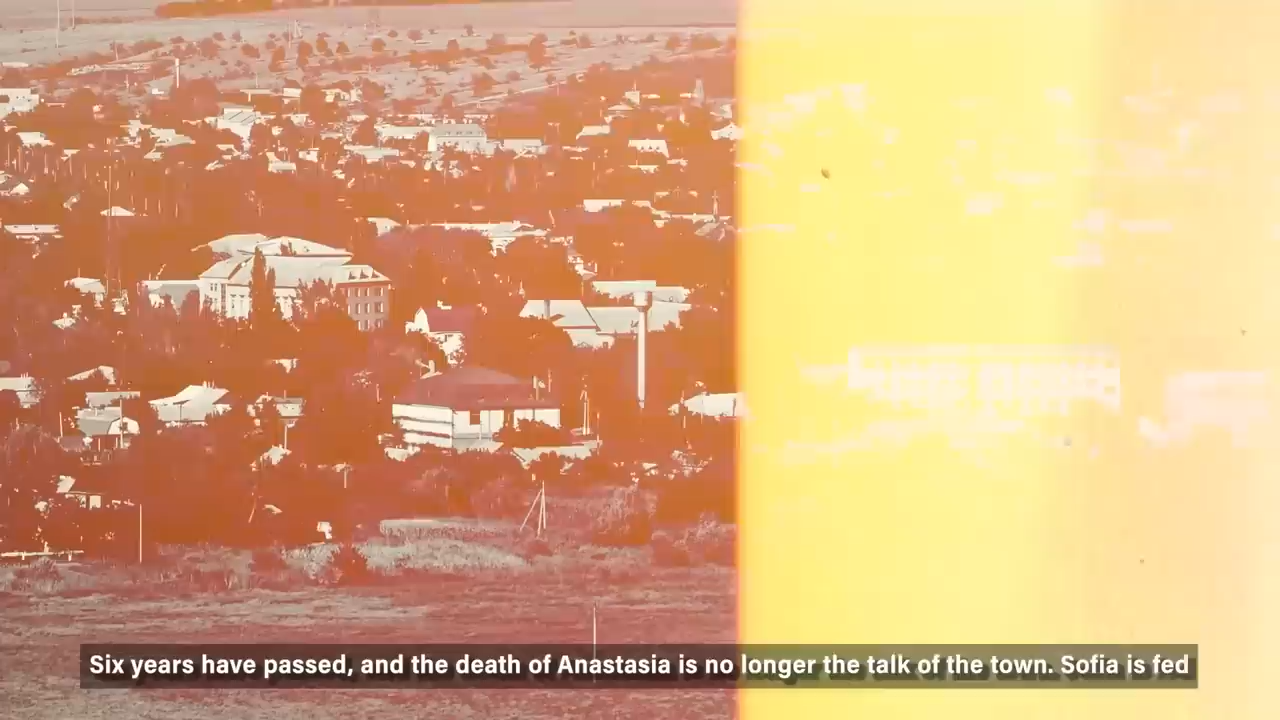 Six years have passed, and the death of Anastasia is no longer the talk of the town. Sofia is fed